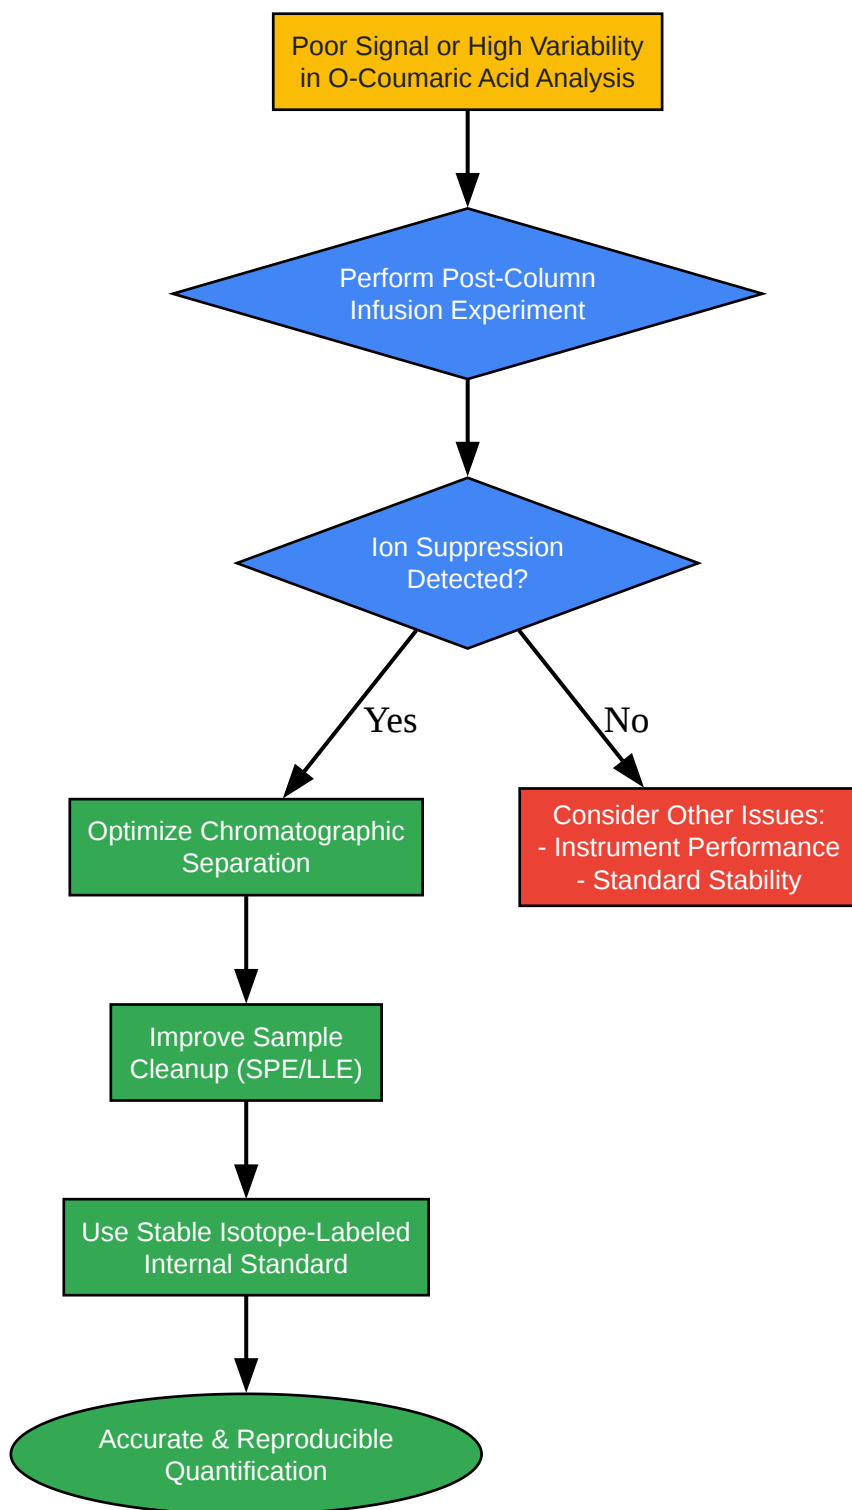 Poor Signal or High Variability
in O-Coumaric Acid Analysis
Perform Post-Column
Infusion Experiment
Ion Suppression
Detected?
Yes
No
Optimize Chromatographic
Separation
Consider Other Issues:
- Instrument Performance
- Standard Stability
Improve Sample
Cleanup (SPE/LLE)
Use Stable Isotope-Labeled
Internal Standard
Accurate & Reproducible
Quantification